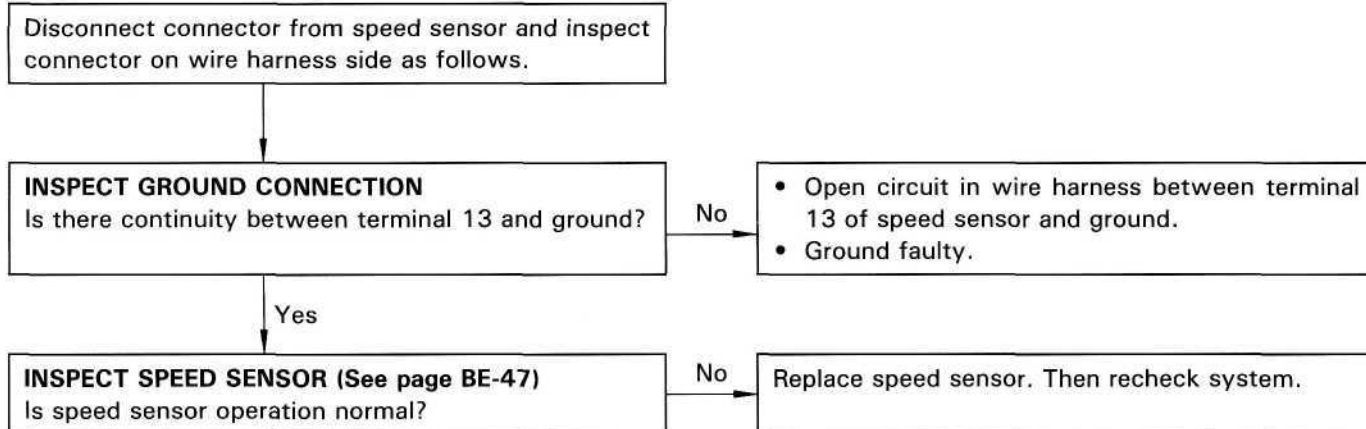 Disconnect connector from speed sensor and inspect
connector on wire harness side as follows.
INSPECT GROUND CONNECTION
Is there continuity between terminal 13 and ground?
No
• Open circuit in wire harness between terminal
13 of speed sensor and ground.
• Ground faulty.
Yes
INSPECT SPEED SENSOR (See page BE-47)
Is speed sensor operation normal?
No
Replace speed sensor. Then recheck system.